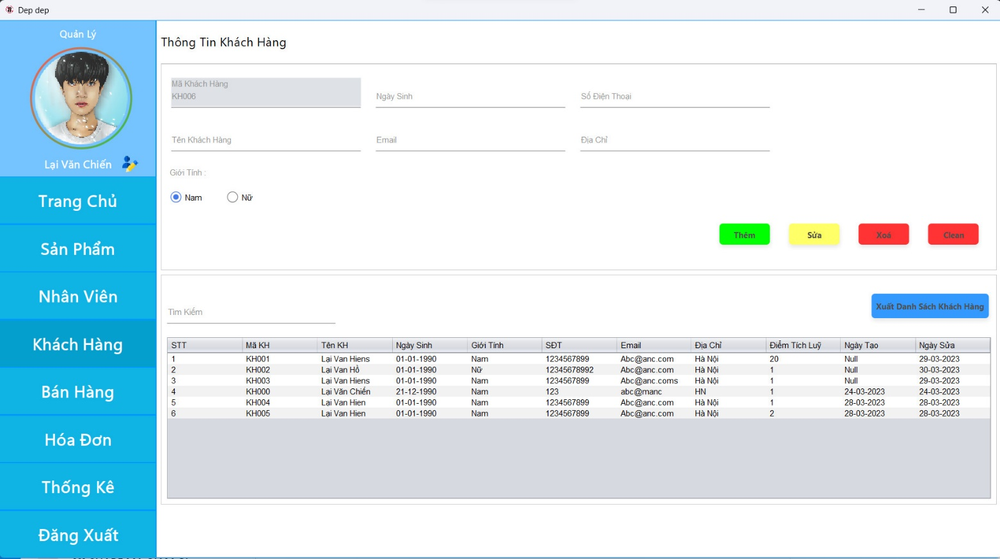 Dep dep
Quản Lý
Lại Văn Chiến
Trang Chủ
Sản Phẩm
Nhân Viên
Khách Hàng
Bán Hàng
Hóa Đơn
Thống Kê
Đăng Xuất
Thông Tin Khách Hàng
Mã Khách Hàng
KH006 Ngày Sinh Số Điện Thoại
Tên Khách Hàng Email Địa Chỉ
Giới Tính :
Nam Nữ
Thêm Sửa Xoá Clean
Xuất Danh Sách Khách Hàng
Tìm Kiếm
STT Mã KH Tên KH Ngày Sinh Giới Tính SĐT Email Địa Chỉ Điểm Tích Luỹ Ngày Tạo Ngày Sửa
1 KH001 Lại Van Hiens 01-01-1990 Nam 1234567899 Abc@anc.com Hà Nội 20 Null 29-03-2023
2 KH002 Lại Van Hồ 01-01-1990 Nữ 12345678992 Abc@anc.com Hà Nội 1 Null 30-03-2023
3 KH003 Lại Van Hiens 01-01-1990 Nam 1234567899 Abc@anc.coms Hà Nội 1 Null 29-03-2023
4 KH000 Lại Văn Chiến 21-12-1990 Nam 123 abc@manc HN 1 24-03-2023 24-03-2023
5 KH004 Lại Van Hien 01-01-1990 Nam 1234567899 Abc@anc.com Hà Nội 1 28-03-2023 28-03-2023
6 KH005 Lại Van Hien 01-01-1990 Nam 1234567899 Abc@anc.com Hà Nội 2 28-03-2023 28-03-2023